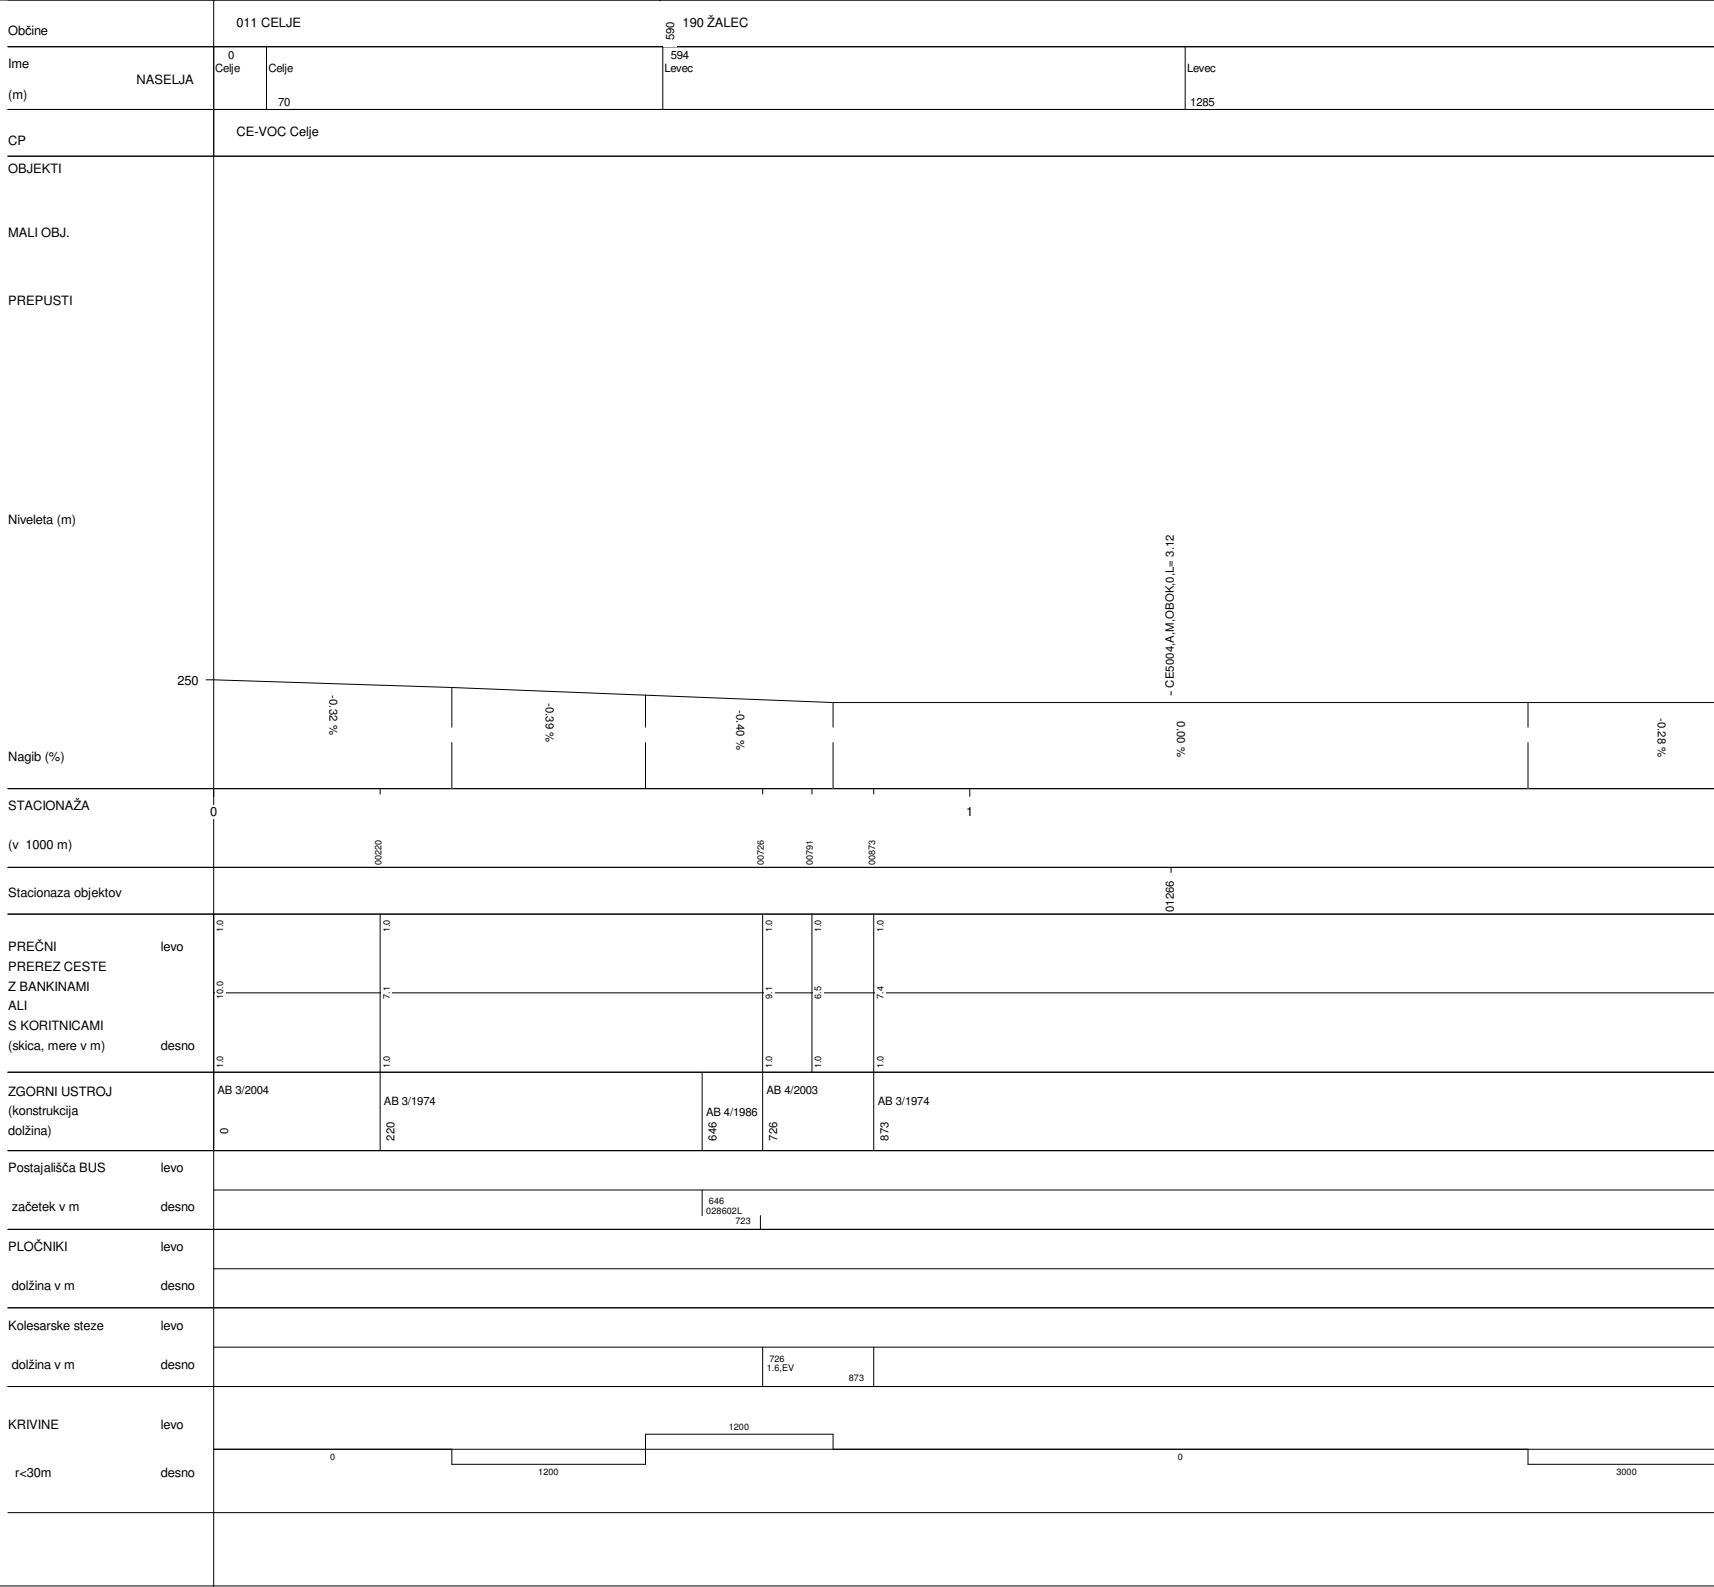 Občine
011 CELJE
590
190 ŽALEC
Ime
NASELJA
(m)
0
Celje
Celje
70
594
Levec
Levec
1285
CP
CE-VOC Celje
OBJEKTI
MALI OBJ.
PREPUSTI
Niveleta (m)
CE5004,A,M,OBOK,0,L= 3.12
250
-0.32 %
-0.39 %
-0.40 %
0.00 %
-0.28 %
Nagib (%)
STACIONAŽA
0
1
(v 1000 m)
00220
00726
00791
00873
Stacionaza objektov
01266
PREČNI levo
PREREZ CESTE
Z BANKINAMI
ALI
S KORITNICAMI
(skica, mere v m) desno
1.0
1.0
1.0
1.0
1.0
10.0
7.1
9.1
6.5
7.4
1.0
1.0
1.0
1.0
1.0
ZGORNI USTROJ
(konstrukcija
dolžina)
AB 3/2004
0
AB 3/1974
220
AB 4/1986
646
AB 4/2003
726
AB 3/1974
873
Postajališča BUS levo
začetek v m desno
646
028602L
723
PLOČNIKI levo
dolžina v m desno
Kolesarske steze levo
dolžina v m desno
726
1.6,EV
873
KRIVINE levo
r<30m desno
0
1200
1200
0
3000